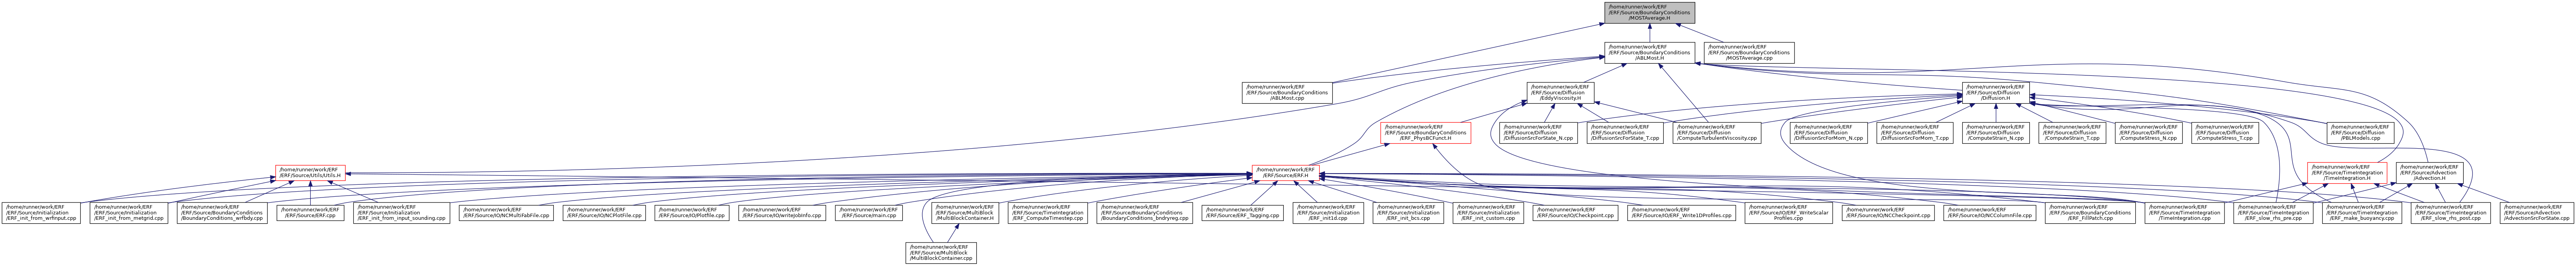 /home/runner/work/ERF
/ERF/Source/BoundaryConditions
/MOSTAverage.H
/home/runner/work/ERF
/ERF/Source/BoundaryConditions
/ABLMost.H
/home/runner/work/ERF
/ERF/Source/BoundaryConditions
/MOSTAverage.cpp
/home/runner/work/ERF
/ERF/Source/BoundaryConditions
/ABLMost.cpp
/home/runner/work/ERF
/ERF/Source/Diffusion
/EddyViscosity.H
/home/runner/work/ERF
/ERF/Source/Diffusion
/Diffusion.H
/home/runner/work/ERF
/ERF/Source/BoundaryConditions
/ERF_PhysBCFunct.H
/home/runner/work/ERF
/ERF/Source/Diffusion
/DiffusionSrcForState_N.cpp
/home/runner/work/ERF
/ERF/Source/Diffusion
/DiffusionSrcForState_T.cpp
/home/runner/work/ERF
/ERF/Source/Diffusion
/ComputeTurbulentViscosity.cpp
/home/runner/work/ERF
/ERF/Source/Diffusion
/DiffusionSrcForMom_N.cpp
/home/runner/work/ERF
/ERF/Source/Diffusion
/DiffusionSrcForMom_T.cpp
/home/runner/work/ERF
/ERF/Source/Diffusion
/ComputeStrain_N.cpp
/home/runner/work/ERF
/ERF/Source/Diffusion
/ComputeStrain_T.cpp
/home/runner/work/ERF
/ERF/Source/Diffusion
/ComputeStress_N.cpp
/home/runner/work/ERF
/ERF/Source/Diffusion
/ComputeStress_T.cpp
/home/runner/work/ERF
/ERF/Source/Diffusion
/PBLModels.cpp
/home/runner/work/ERF
/ERF/Source/Utils/Utils.H
/home/runner/work/ERF
/ERF/Source/ERF.H
/home/runner/work/ERF
/ERF/Source/TimeIntegration
/TimeIntegration.H
/home/runner/work/ERF
/ERF/Source/Advection
/Advection.H
/home/runner/work/ERF
/ERF/Source/Initialization
/ERF_init_from_wrfinput.cpp
/home/runner/work/ERF
/ERF/Source/Initialization
/ERF_init_from_metgrid.cpp
/home/runner/work/ERF
/ERF/Source/BoundaryConditions
/BoundaryConditions_wrfbdy.cpp
/home/runner/work/ERF
/ERF/Source/ERF.cpp
/home/runner/work/ERF
/ERF/Source/Initialization
/ERF_init_from_input_sounding.cpp
/home/runner/work/ERF
/ERF/Source/IO/NCMultiFabFile.cpp
/home/runner/work/ERF
/ERF/Source/IO/NCPlotFile.cpp
/home/runner/work/ERF
/ERF/Source/IO/Plotfile.cpp
/home/runner/work/ERF
/ERF/Source/IO/writeJobInfo.cpp
/home/runner/work/ERF
/ERF/Source/main.cpp
/home/runner/work/ERF
/ERF/Source/MultiBlock
/MultiBlockContainer.H
/home/runner/work/ERF
/ERF/Source/TimeIntegration
/ERF_ComputeTimestep.cpp
/home/runner/work/ERF
/ERF/Source/BoundaryConditions
/BoundaryConditions_bndryreg.cpp
/home/runner/work/ERF
/ERF/Source/ERF_Tagging.cpp
/home/runner/work/ERF
/ERF/Source/Initialization
/ERF_init1d.cpp
/home/runner/work/ERF
/ERF/Source/Initialization
/ERF_init_bcs.cpp
/home/runner/work/ERF
/ERF/Source/Initialization
/ERF_init_custom.cpp
/home/runner/work/ERF
/ERF/Source/IO/Checkpoint.cpp
/home/runner/work/ERF
/ERF/Source/IO/ERF_Write1DProfiles.cpp
/home/runner/work/ERF
/ERF/Source/IO/ERF_WriteScalar
Profiles.cpp
/home/runner/work/ERF
/ERF/Source/IO/NCCheckpoint.cpp
/home/runner/work/ERF
/ERF/Source/IO/NCColumnFile.cpp
/home/runner/work/ERF
/ERF/Source/BoundaryConditions
/ERF_FillPatch.cpp
/home/runner/work/ERF
/ERF/Source/TimeIntegration
/TimeIntegration.cpp
/home/runner/work/ERF
/ERF/Source/TimeIntegration
/ERF_slow_rhs_pre.cpp
/home/runner/work/ERF
/ERF/Source/TimeIntegration
/ERF_make_buoyancy.cpp
/home/runner/work/ERF
/ERF/Source/TimeIntegration
/ERF_slow_rhs_post.cpp
/home/runner/work/ERF
/ERF/Source/Advection
/AdvectionSrcForState.cpp
/home/runner/work/ERF
/ERF/Source/MultiBlock
/MultiBlockContainer.cpp